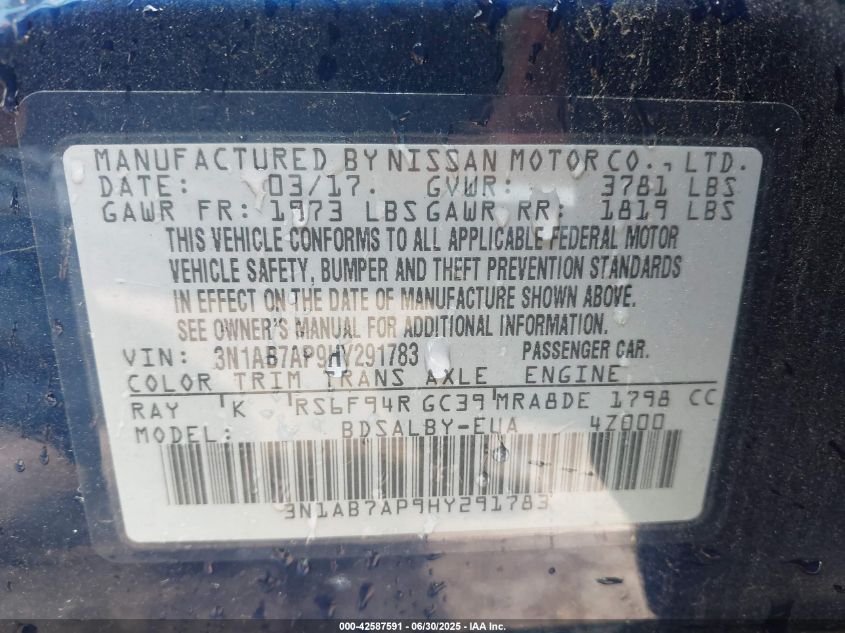 MANUFACTURED BY NISSAN MOTOR CO., LTD.
DATE: 03/17. GVWR: 3781 LBS
GAWR FR: 1973 LBS GAWR RR: 1819 LBS
THIS VEHICLE CONFORMS TO ALL APPLICABLE FEDERAL MOTOR
VEHICLE SAFETY, BUMPER AND THEFT PREVENTION STANDARDS
IN EFFECT ON THE DATE OF MANUFACTURE SHOWN ABOVE.
SEE OWNER'S MANUAL FOR ADDITIONAL INFORMATION.
VIN: 3N1AB7AP9HY291783 PASSENGER CAR.
COLOR TRIM TRANS AXLE ENGINE
RAY K RS6F94R GC39 MRA8DE 1798 CC
MODEL: BDSALBY-EUA 4Z000
3N1AB7AP9HY291783
000-42587591 | 06/30/2025 - IAA Inc.